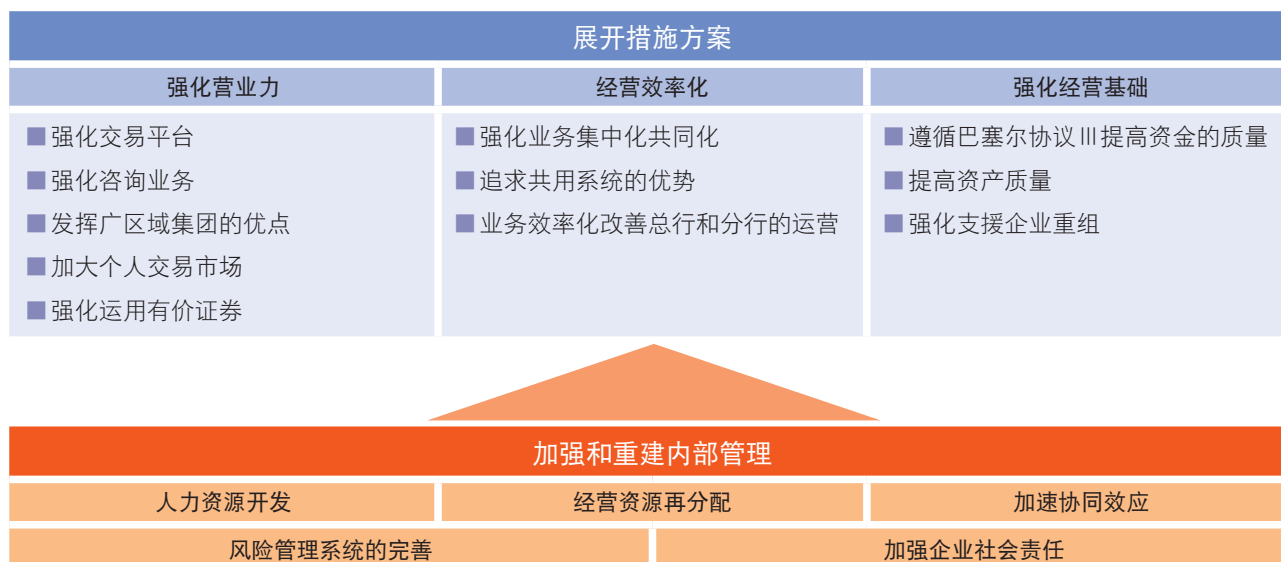 展开措施方案
强化营业力
经营效率化
强化经营基础
■强化交易平台
■强化咨询业务
■发挥广区域集团的优点
■加大个人交易市场
■强化运用有价证券
■强化业务集中化共同化
■追求共用系统的优势
■业务效率化改善总行和分行的运营
■遵循巴塞尔协议Ⅲ提高资金的质量
■提高资产质量
■强化支援企业重组
加强和重建内部管理
人力资源开发
经营资源再分配
加速协同效应
风险管理系统的完善
加强企业社会责任